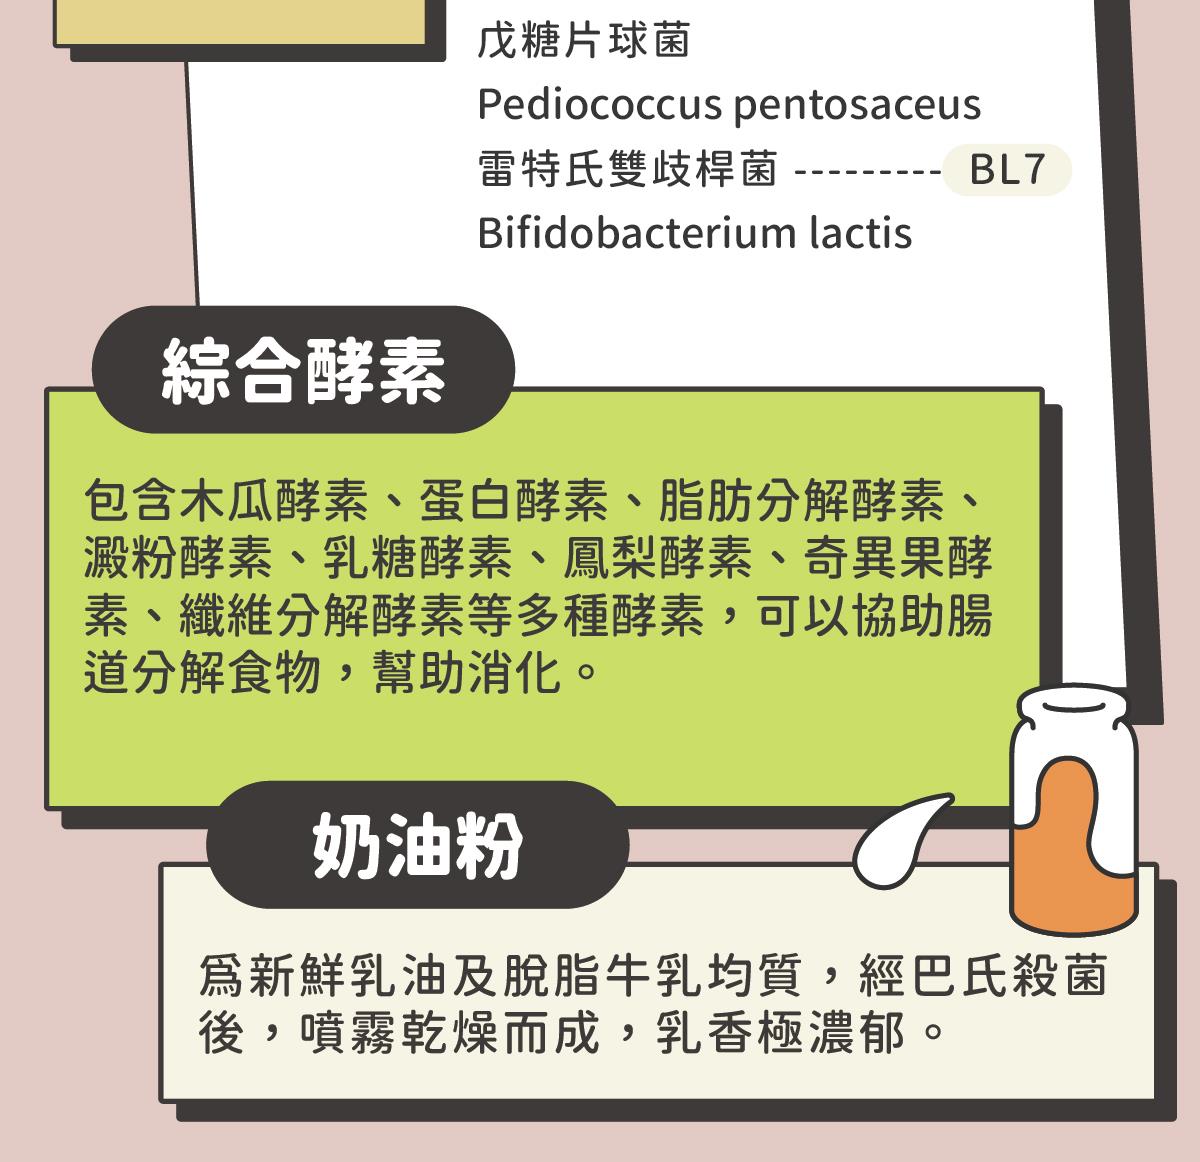 戊糖片球菌
Pediococcus pentosaceus
雷特氏雙歧桿菌 --------- BL7
Bifidobacterium lactis
綜合酵素
包含木瓜酵素、蛋白酵素、脂肪分解酵素、
澱粉酵素、乳糖酵素、鳳梨酵素、奇異果酵
素、纖維分解酵素等多種酵素，可以協助腸
道分解食物，幫助消化。
奶油粉
爲新鮮乳油及脫脂牛乳均質，經巴氏殺菌
後，噴霧乾燥而成，乳香極濃郁。